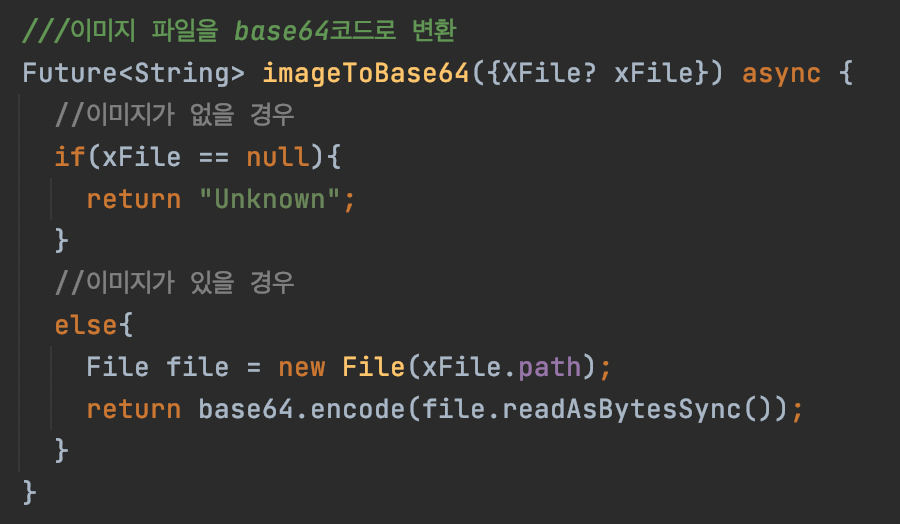 ///이미지 파일을 base64코드로 변환
Future<String> imageToBase64({XFile? xFile}) async {
  //이미지가 없을 경우
  if(xFile == null){
    return "Unknown";
  }
  //이미지가 있을 경우
  else{
    File file = new File(xFile.path);
    return base64.encode(file.readAsBytesSync());
  }
}